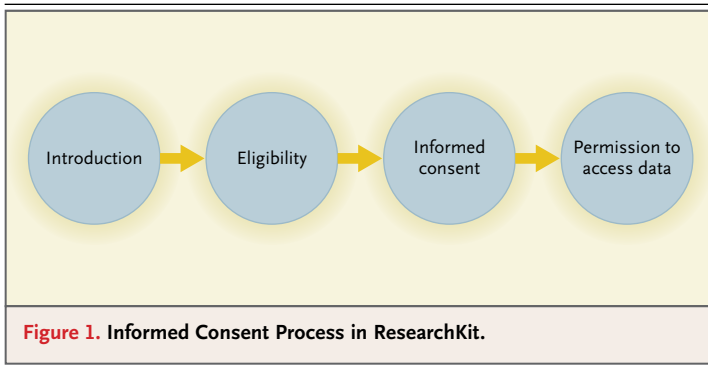 Introduction
Eligibility
Informed
consent
Permission to
access data
Figure 1. Informed Consent Process in ResearchKit.